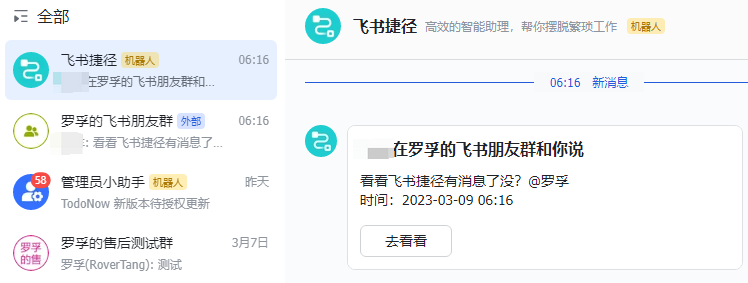 全部
飞书捷径 机器人 06:16
在罗孚的飞书朋友群和...
罗孚的飞书朋友群 外部 06:16
: 看看飞书捷径有消息了...
58
管理员小助手 机器人 昨天
TodoNow 新版本待授权更新
罗孚的售
罗孚的售后测试群 3月7日
罗孚(RoverTang): 测试
飞书捷径 高效的智能助理，帮你摆脱繁琐工作 机器人
06:16 新消息
在罗孚的飞书朋友群和你说
看看飞书捷径有消息了没？@罗孚
时间：2023-03-09 06:16
去看看